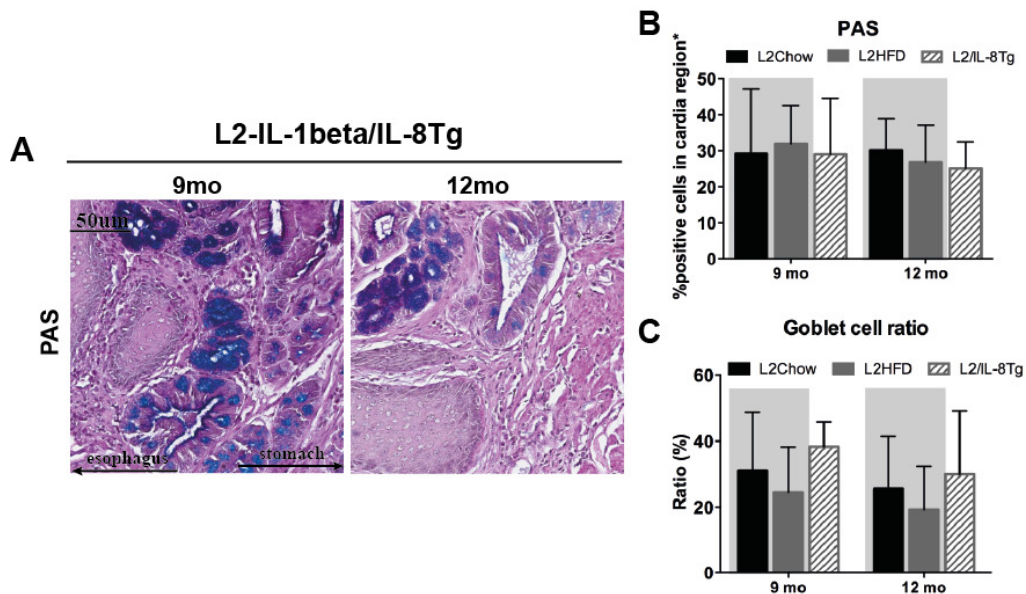 A
L2-IL-1beta/IL-8Tg
9mo
12mo
PAS
50um
esophagus
stomach
B
PAS
L2Chow L2HFD L2/IL-8Tg
%positive cells in cardia region*
50
40
30
20
10
0
9 mo 12 mo
C
Goblet cell ratio
L2Chow L2HFD L2/IL-8Tg
Ratio (%)
60
40
20
0
9 mo 12 mo